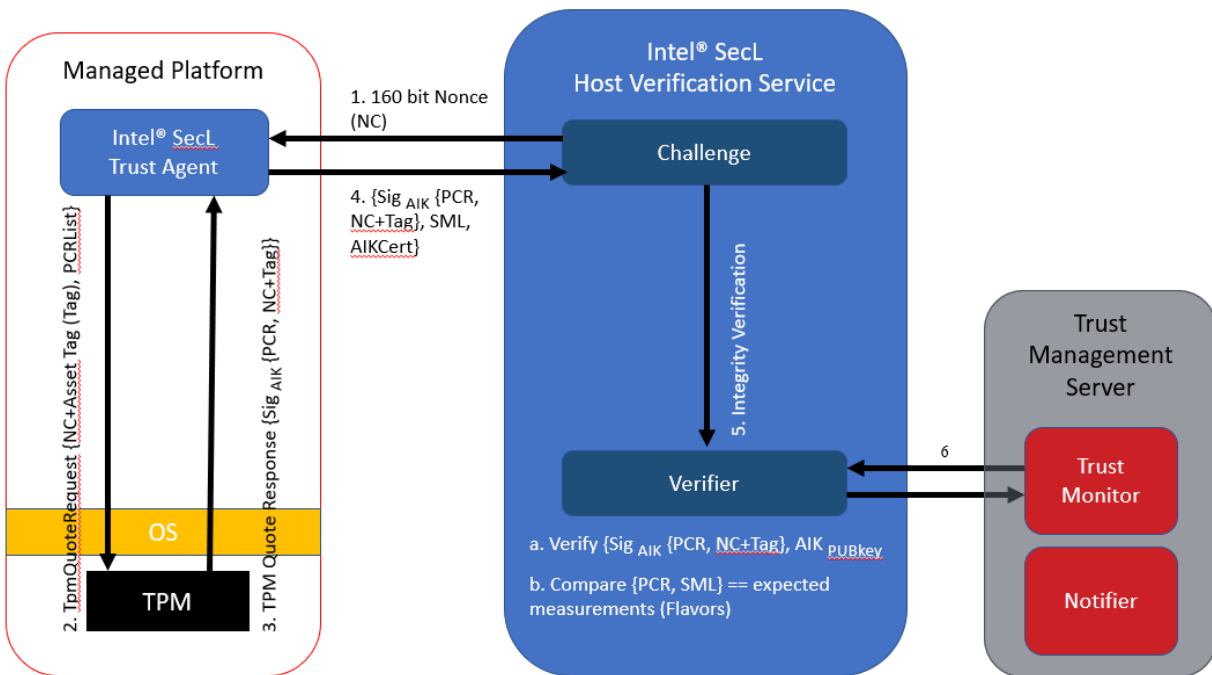 Managed Platform
Intel® SecL
Trust Agent
2. TpmQuoteRequest {NC+Asset Tag (Tag), PCRList}
3. TPM Quote Response {Sig AIK {PCR, NC+Tag}}
OS
TPM
1. 160 bit Nonce
(NC)
4. {Sig AIK {PCR,
NC+Tag}, SML,
AIKCert}
Intel® SecL
Host Verification Service
Challenge
5. Integrity Verification
Verifier
a. Verify {Sig AIK {PCR, NC+Tag}, AIK PUBkey
b. Compare {PCR, SML} == expected
measurements (Flavors)
6
Trust
Management
Server
Trust
Monitor
Notifier